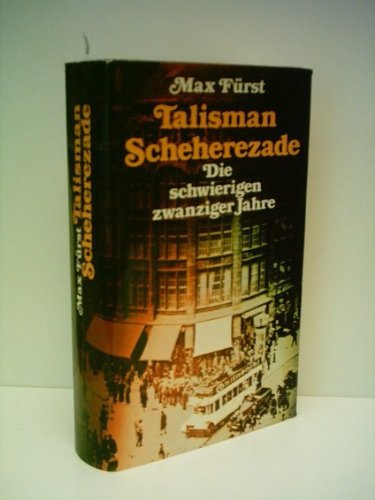 Max Fürst
Talisman
Scheherezade
Die
schwierigen
zwanziger Jahre
Max Fürst Talisman
Scheherezade